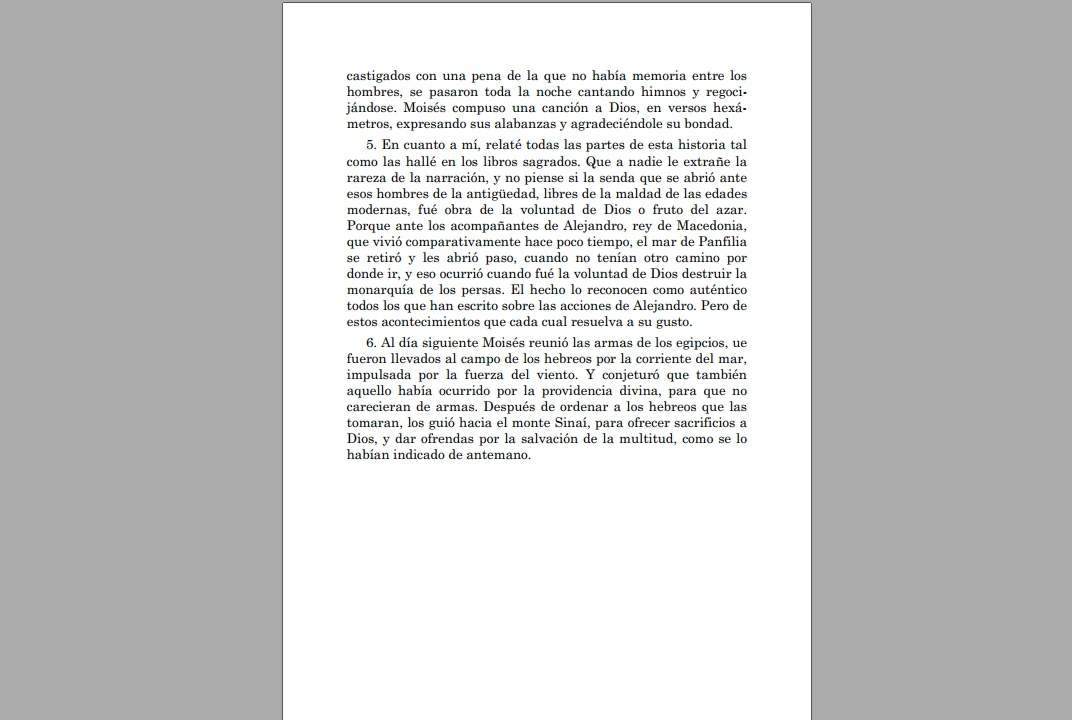 castigados con una pena de la que no había memoria entre los
hombres, se pasaron toda la noche cantando himnos y regoci-
jándose. Moisés compuso una canción a Dios, en versos hexá-
metros, expresando sus alabanzas y agradeciéndole su bondad.
5. En cuanto a mí, relaté todas las partes de esta historia tal
como las hallé en los libros sagrados. Que a nadie le extrañe la
rareza de la narración, y no piense si la senda que se abrió ante
esos hombres de la antigüedad, libres de la maldad de las edades
modernas, fué obra de la voluntad de Dios o fruto del azar.
Porque ante los acompañantes de Alejandro, rey de Macedonia,
que vivió comparativamente hace poco tiempo, el mar de Panfilia
se retiró y les abrió paso, cuando no tenían otro camino por
donde ir, y eso ocurrió cuando fué la voluntad de Dios destruir la
monarquía de los persas. El hecho lo reconocen como auténtico
todos los que han escrito sobre las acciones de Alejandro. Pero de
estos acontecimientos que cada cual resuelva a su gusto.
6. Al día siguiente Moisés reunió las armas de los egipcios, ue
fueron llevados al campo de los hebreos por la corriente del mar,
impulsada por la fuerza del viento. Y conjeturó que también
aquello había ocurrido por la providencia divina, para que no
carecieran de armas. Después de ordenar a los hebreos que las
tomaran, los guió hacia el monte Sinaí, para ofrecer sacrificios a
Dios, y dar ofrendas por la salvación de la multitud, como se lo
habían indicado de antemano.